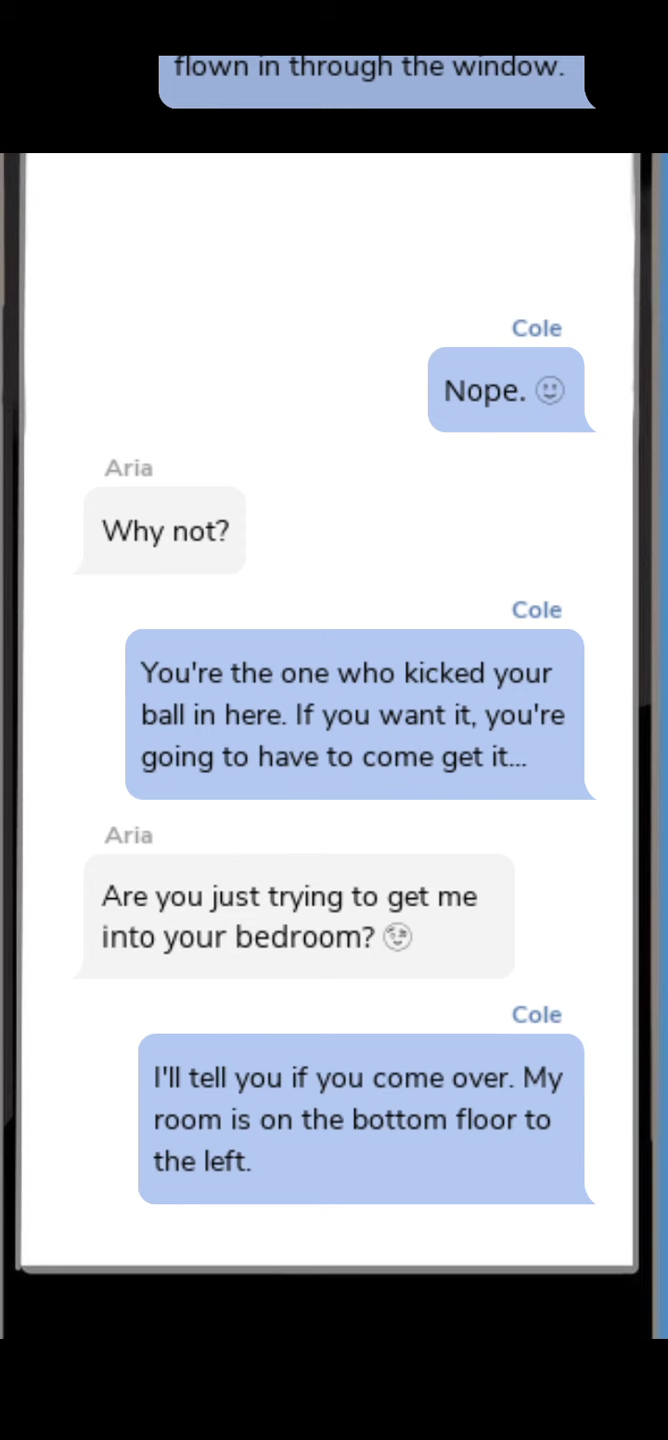 flown in through the window.
Cole
Nope. 🙂
Aria
Why not?
Cole
You're the one who kicked your
ball in here. If you want it, you're
going to have to come get it...
Aria
Are you just trying to get me
into your bedroom? 😏
Cole
I'll tell you if you come over. My
room is on the bottom floor to
the left.